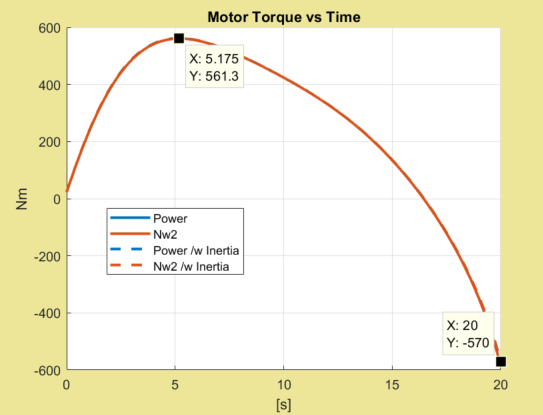 Motor Torque vs Time
600
400
200
0
-200
-400
-600
Nm
X: 5.175
Y: 561.3
Power
Nw2
Power /w Inertia
Nw2 /w Inertia
X: 20
Y: -570
0
5
10
15
20
[s]